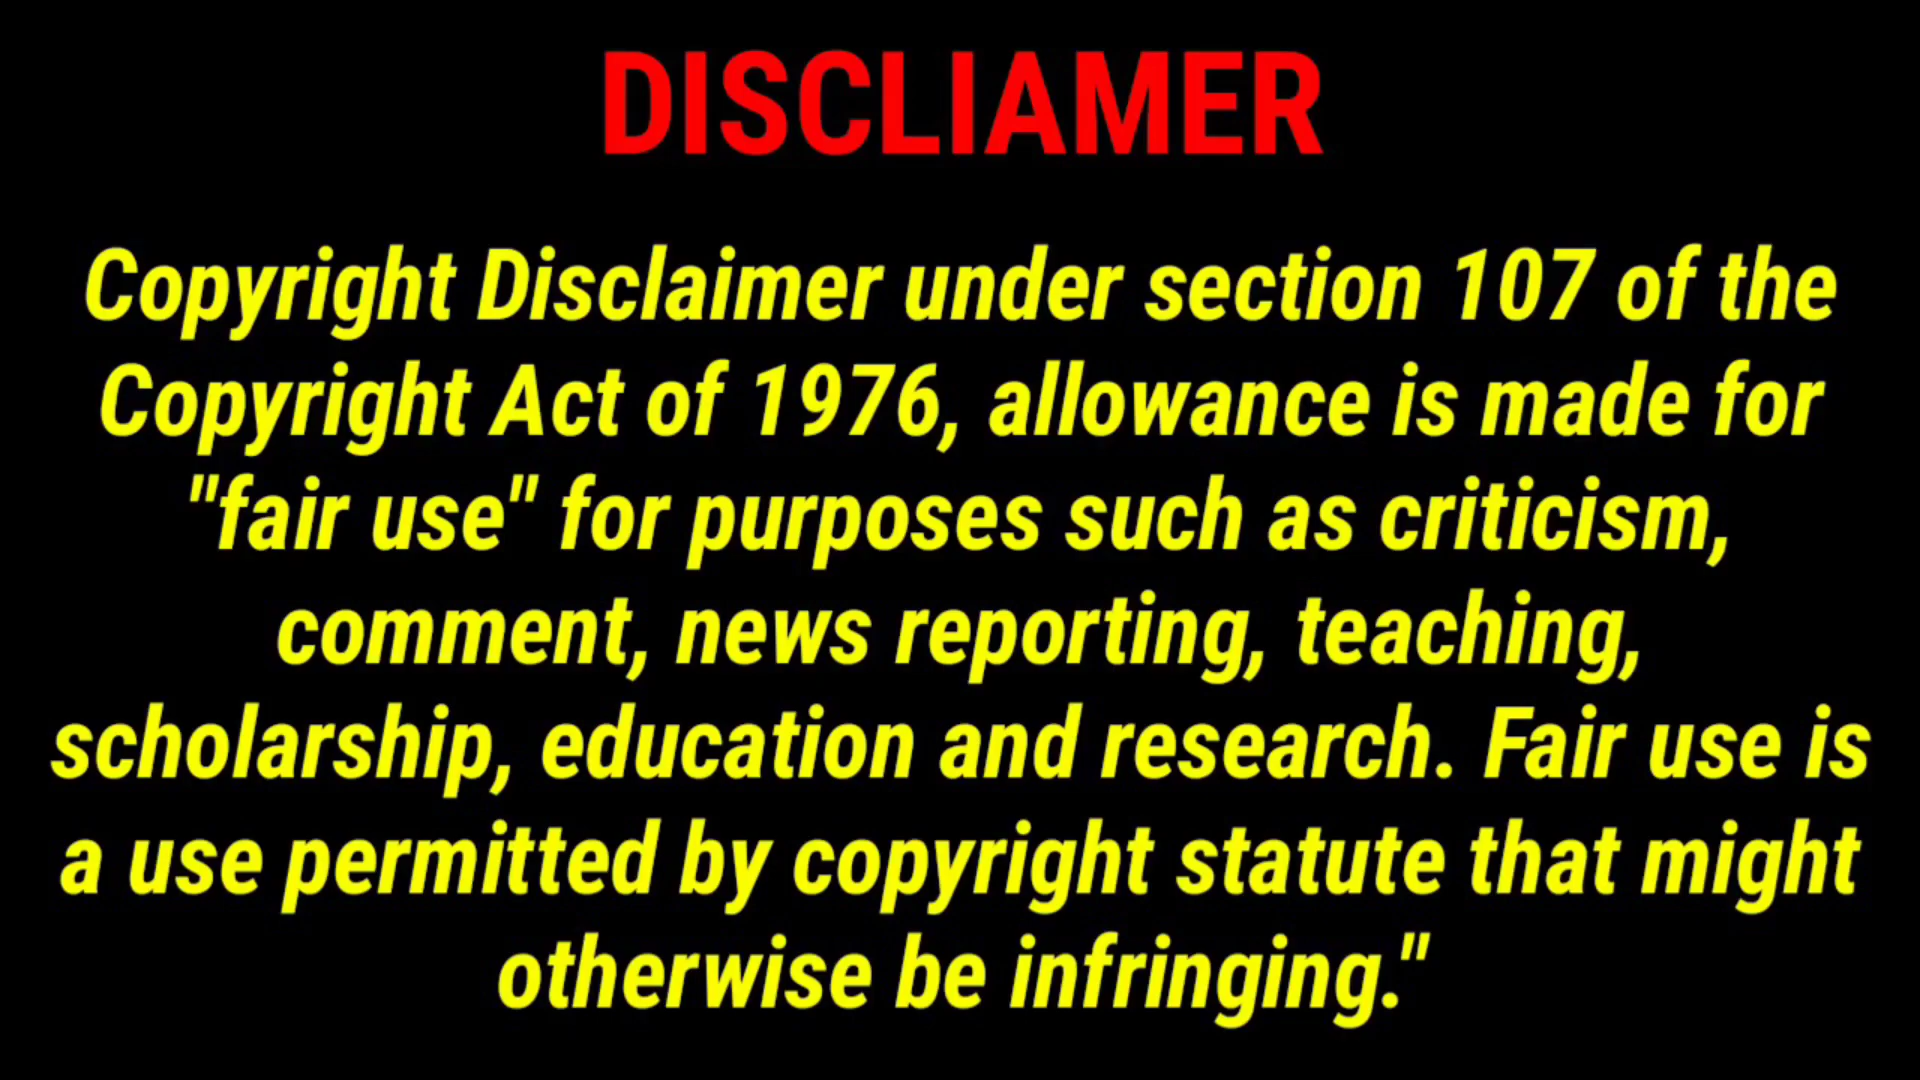 DISCLIAMER
Copyright Disclaimer under section 107 of the
Copyright Act of 1976, allowance is made for
"fair use" for purposes such as criticism,
comment, news reporting, teaching,
scholarship, education and research. Fair use is
a use permitted by copyright statute that might
otherwise be infringing."